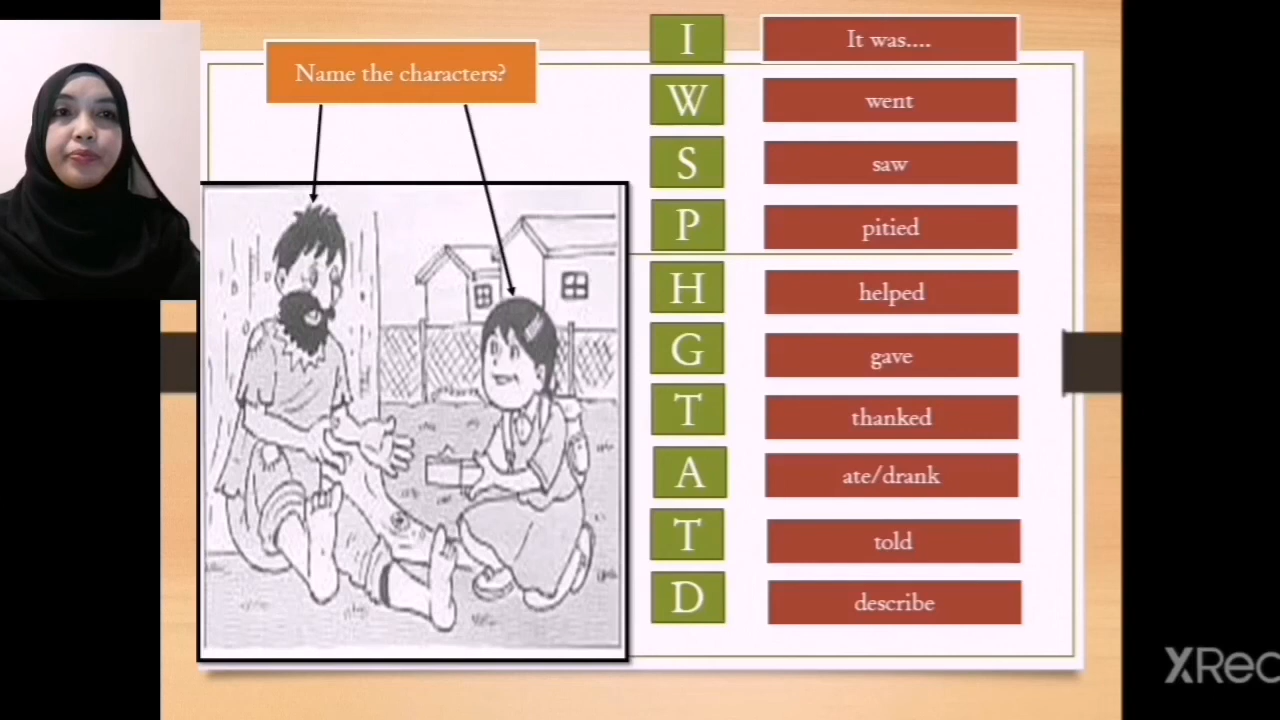 Name the characters?
I It was....
W went
S saw
P pitied
H helped
G gave
T thanked
A ate/drank
T told
D describe
XRec